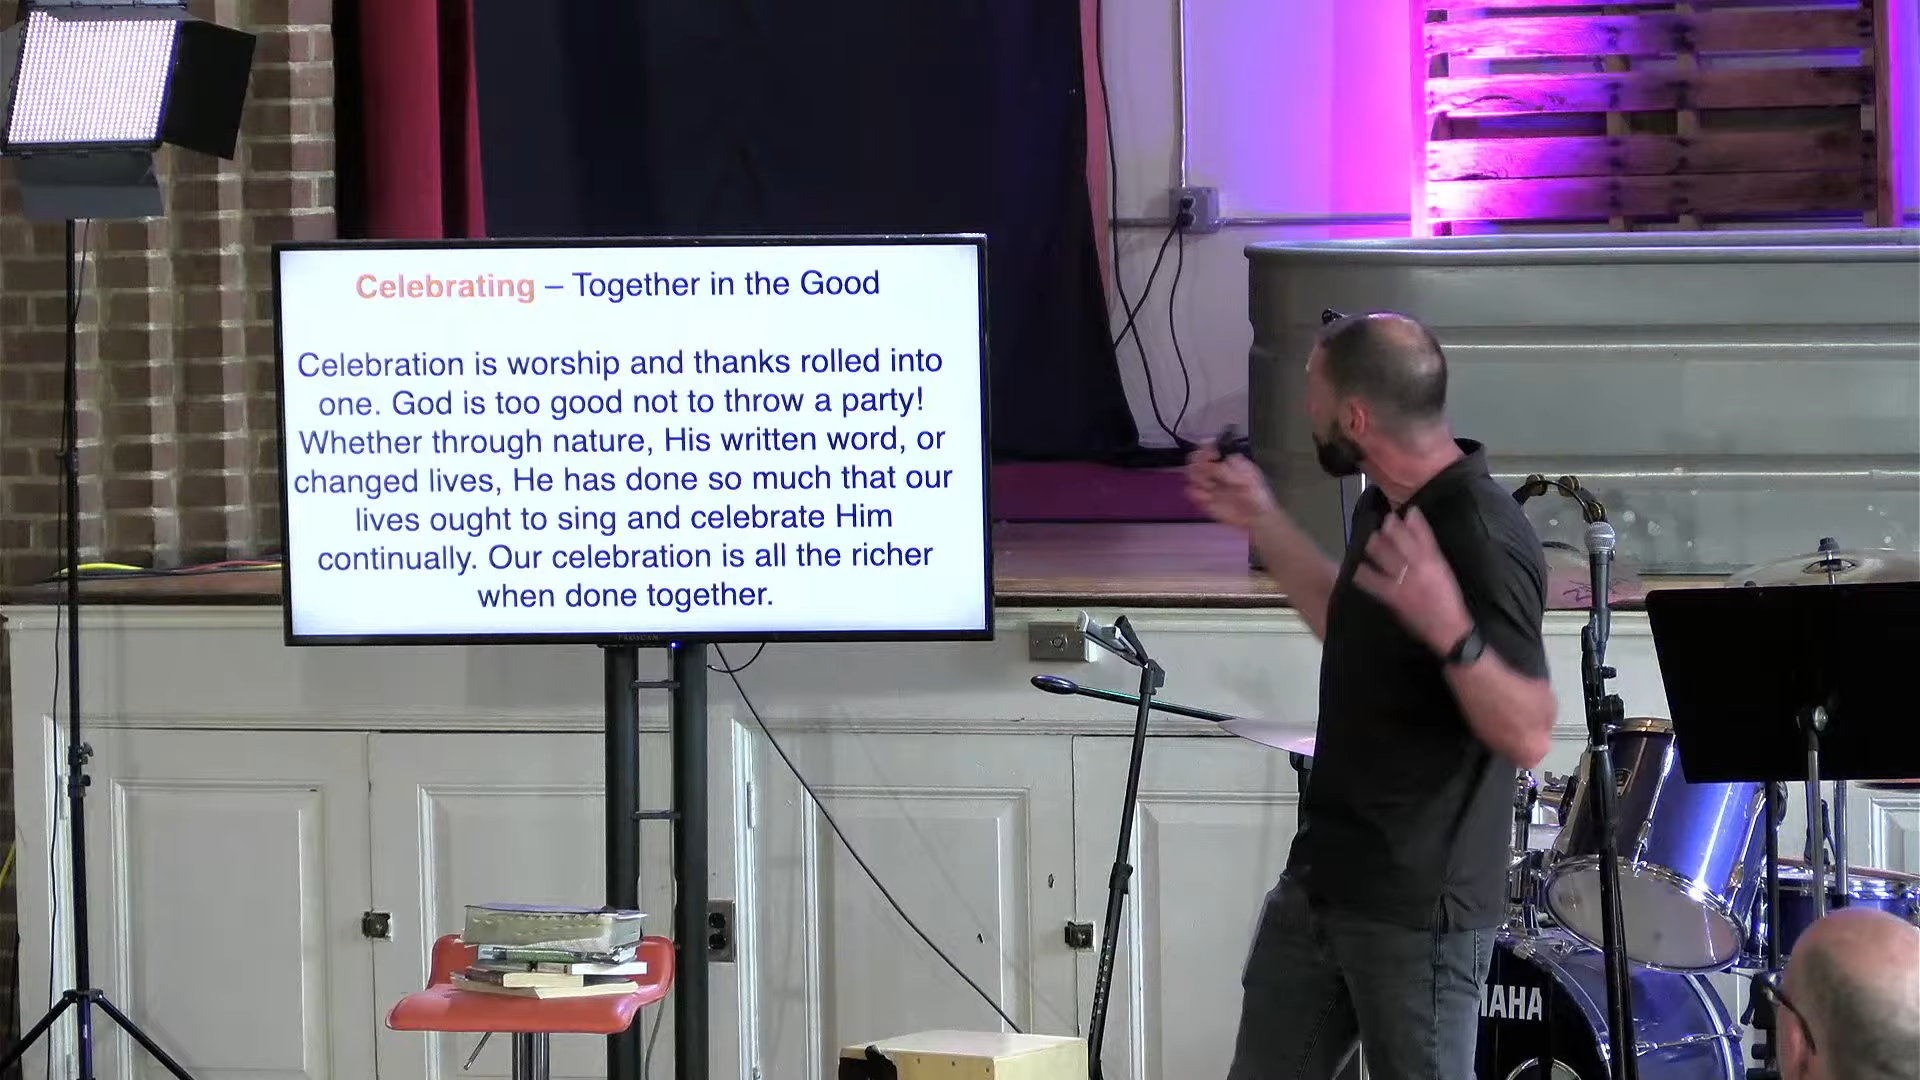 Celebrating – Together in the Good
Celebration is worship and thanks rolled into
one. God is too good not to throw a party!
Whether through nature, His written word, or
changed lives, He has done so much that our
lives ought to sing and celebrate Him
continually. Our celebration is all the richer
when done together.
MAHA